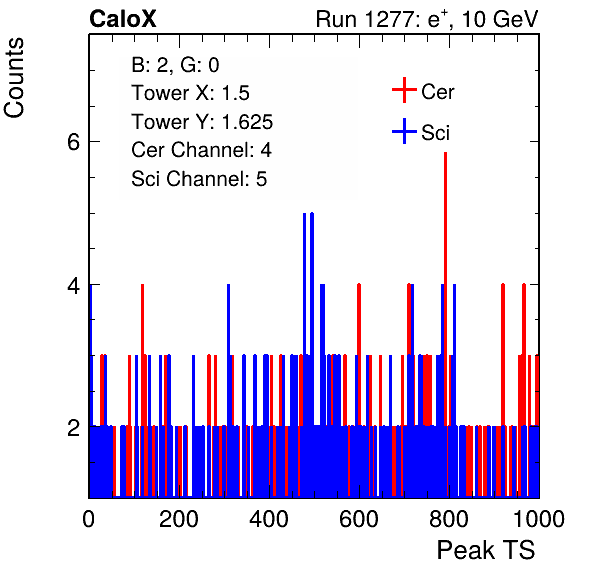 CaloX
Run 1277: e+, 10 GeV
Counts
B: 2, G: 0
Tower X: 1.5
Tower Y: 1.625
Cer Channel: 4
Sci Channel: 5
Cer
Sci
6
4
2
0 200 400 600 800 1000
Peak TS